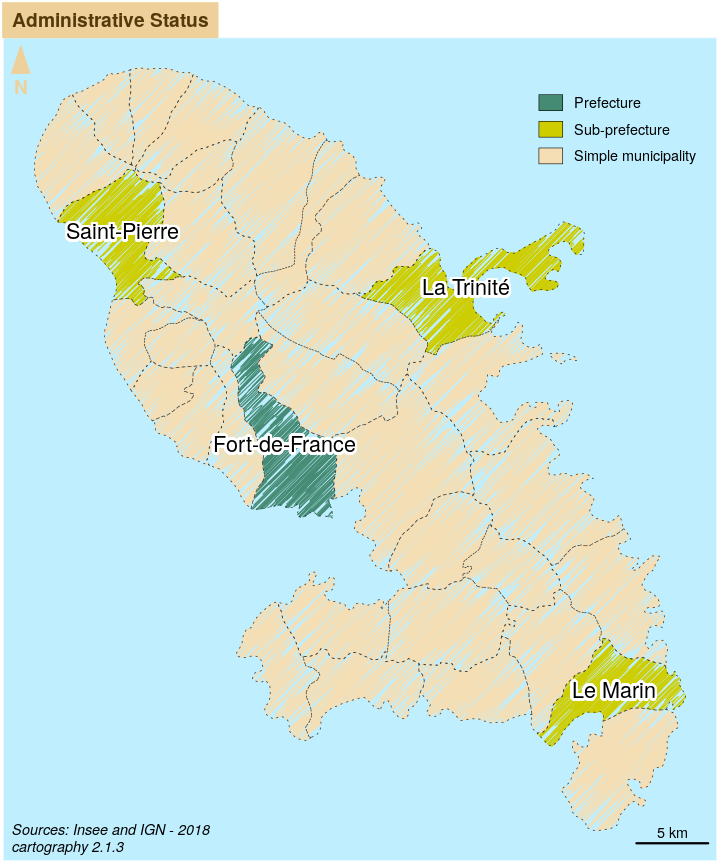 Administrative Status
N
Prefecture
Sub-prefecture
Simple municipality
Saint-Pierre
La Trinité
Fort-de-France
Le Marin
Sources: Insee and IGN - 2018
cartography 2.1.3
5 km